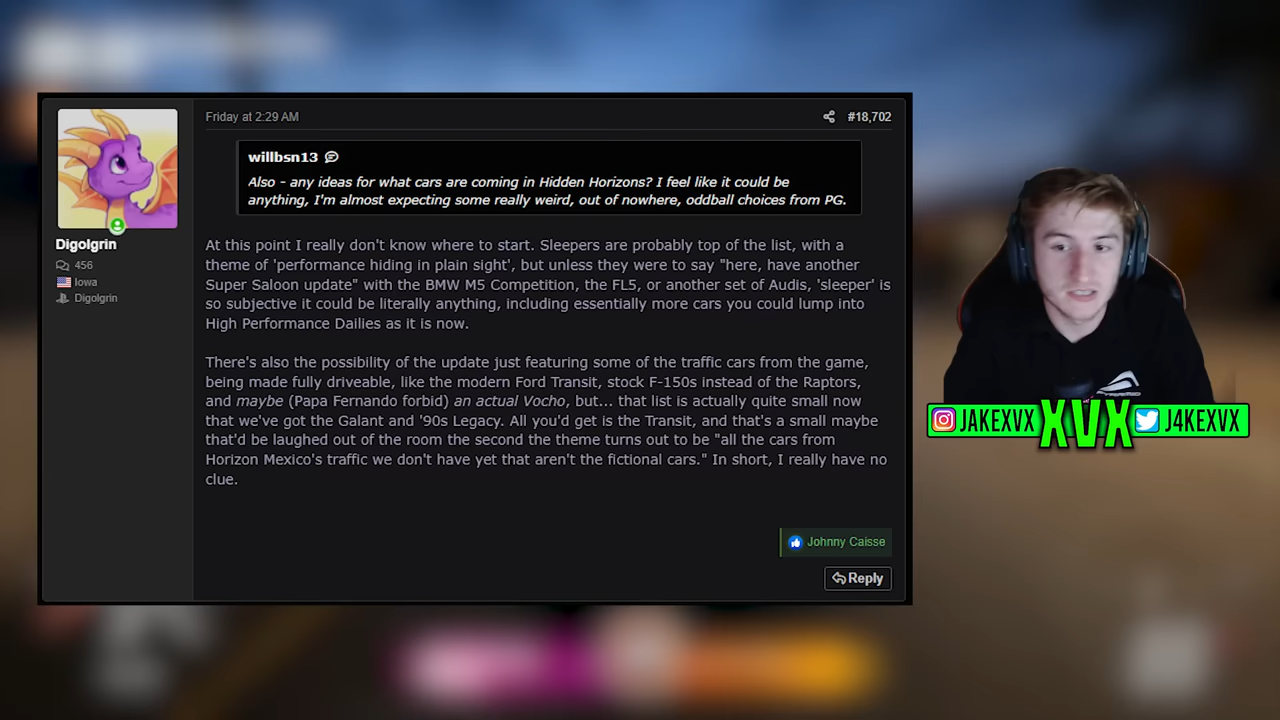 Friday at 2:29 AM
#18,702
willbsn13
Also - any ideas for what cars are coming in Hidden Horizons? I feel like it could be
anything, I'm almost expecting some really weird, out of nowhere, oddball choices from PG.
Digolgrin
456
Iowa
Digolgrin
At this point I really don't know where to start. Sleepers are probably top of the list, with a
theme of 'performance hiding in plain sight', but unless they were to say "here, have another
Super Saloon update" with the BMW M5 Competition, the FL5, or another set of Audis, 'sleeper' is
so subjective it could be literally anything, including essentially more cars you could lump into
High Performance Dailies as it is now.
There's also the possibility of the update just featuring some of the traffic cars from the game,
being made fully driveable, like the modern Ford Transit, stock F-150s instead of the Raptors,
and maybe (Papa Fernando forbid) an actual Vocho, but... that list is actually quite small now
that we've got the Galant and '90s Legacy. All you'd get is the Transit, and that's a small maybe
that'd be laughed out of the room the second the theme turns out to be "all the cars from
Horizon Mexico's traffic we don't have yet that aren't the fictional cars." In short, I really have no
clue.
Johnny Caisse
Reply
JAKEXVX XVX J4KEXVX